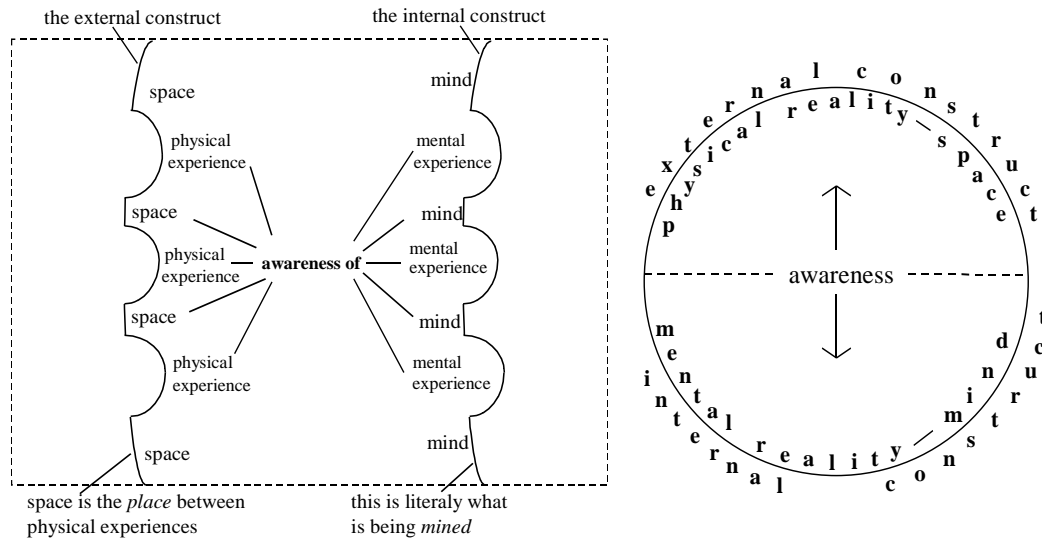 the external construct
the internal construct
space
mind
physical
experience
mental
experience
space
mind
physical
experience
awareness of
mental
experience
space
mind
physical
experience
mental
experience
space
mind
space is the place between
physical experiences
this is literaly what
is being mined
external construct
physical reality – space
awareness
mental reality – mind
internal construct